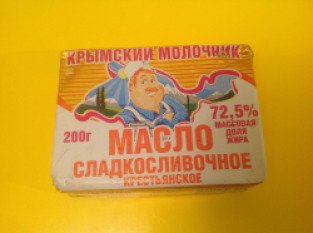 КРЫМСКИЙ МОЛОЧНИК
72,5%
МАССОВАЯ
ДОЛЯ
ЖИРА
200г
МАСЛО
СЛАДКОСЛИВОЧНОЕ
КРЕСТЬЯНСКОЕ